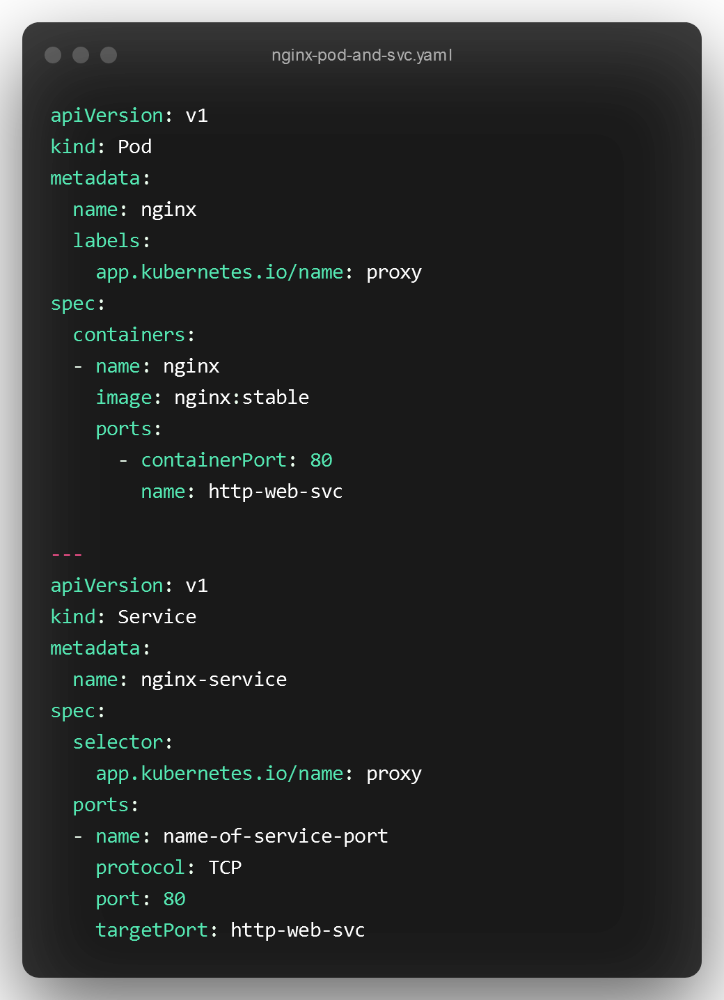 nginx-pod-and-svc.yaml
apiVersion: v1
kind: Pod
metadata:
  name: nginx
  labels:
    app.kubernetes.io/name: proxy
spec:
  containers:
  - name: nginx
    image: nginx:stable
    ports:
      - containerPort: 80
        name: http-web-svc

---
apiVersion: v1
kind: Service
metadata:
  name: nginx-service
spec:
  selector:
    app.kubernetes.io/name: proxy
  ports:
  - name: name-of-service-port
    protocol: TCP
    port: 80
    targetPort: http-web-svc